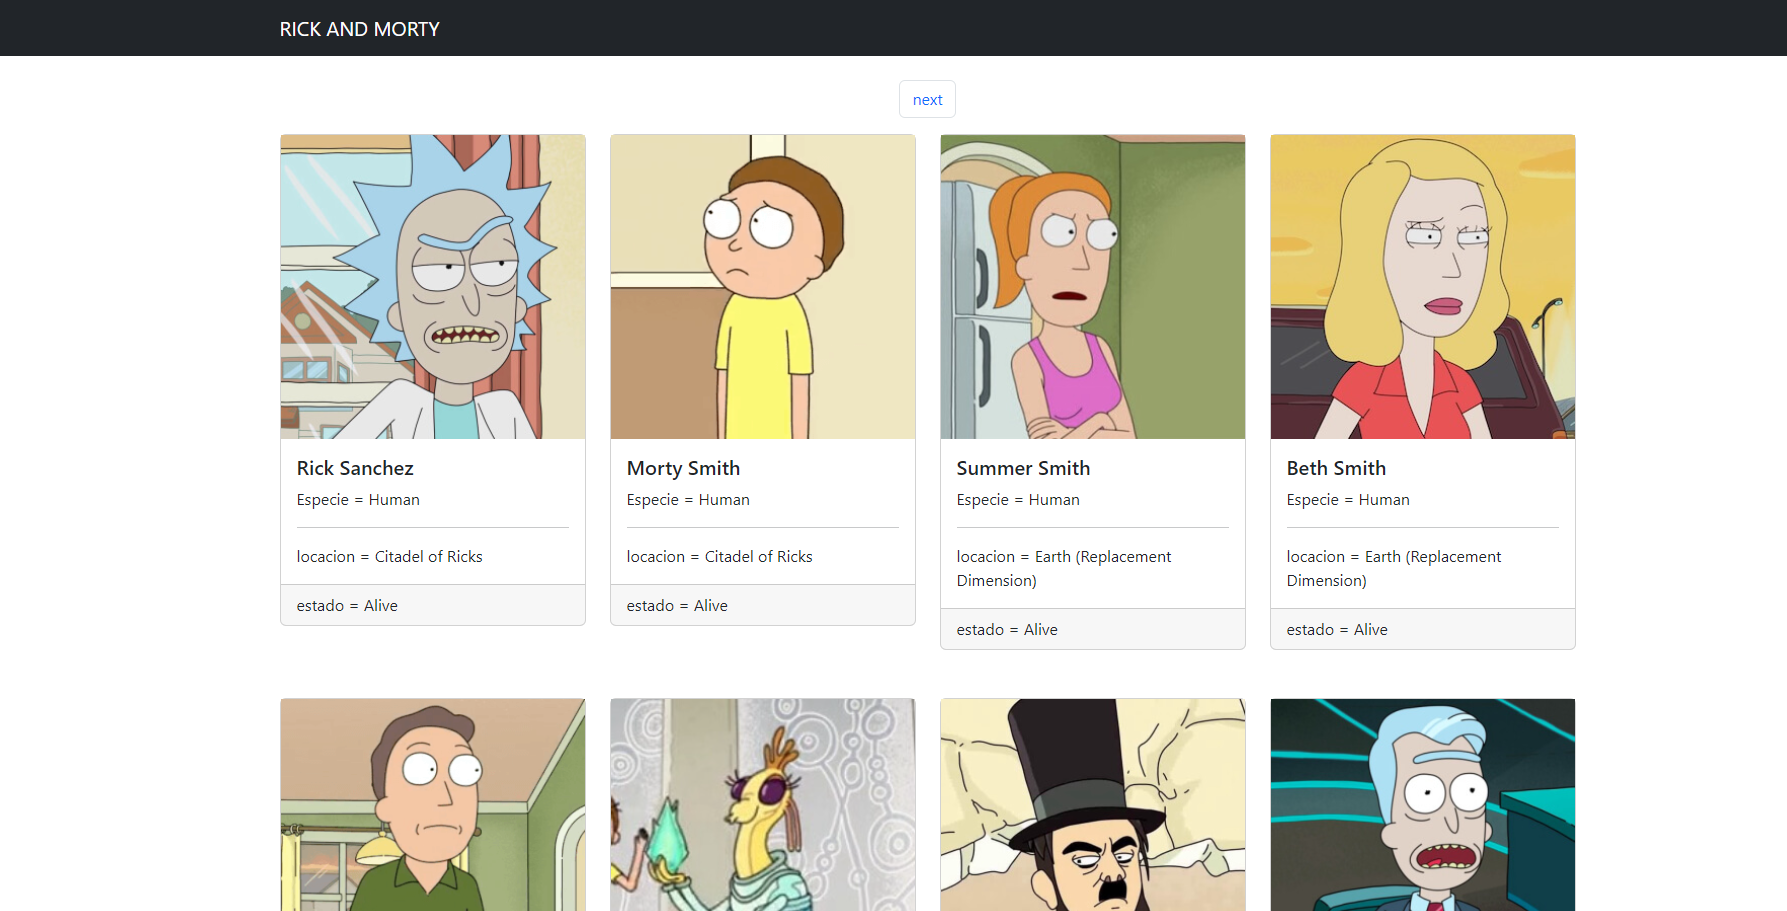 RICK AND MORTY
next
Rick Sanchez
Especie = Human
locacion = Citadel of Ricks
estado = Alive
Morty Smith
Especie = Human
locacion = Citadel of Ricks
estado = Alive
Summer Smith
Especie = Human
locacion = Earth (Replacement
Dimension)
estado = Alive
Beth Smith
Especie = Human
locacion = Earth (Replacement
Dimension)
estado = Alive